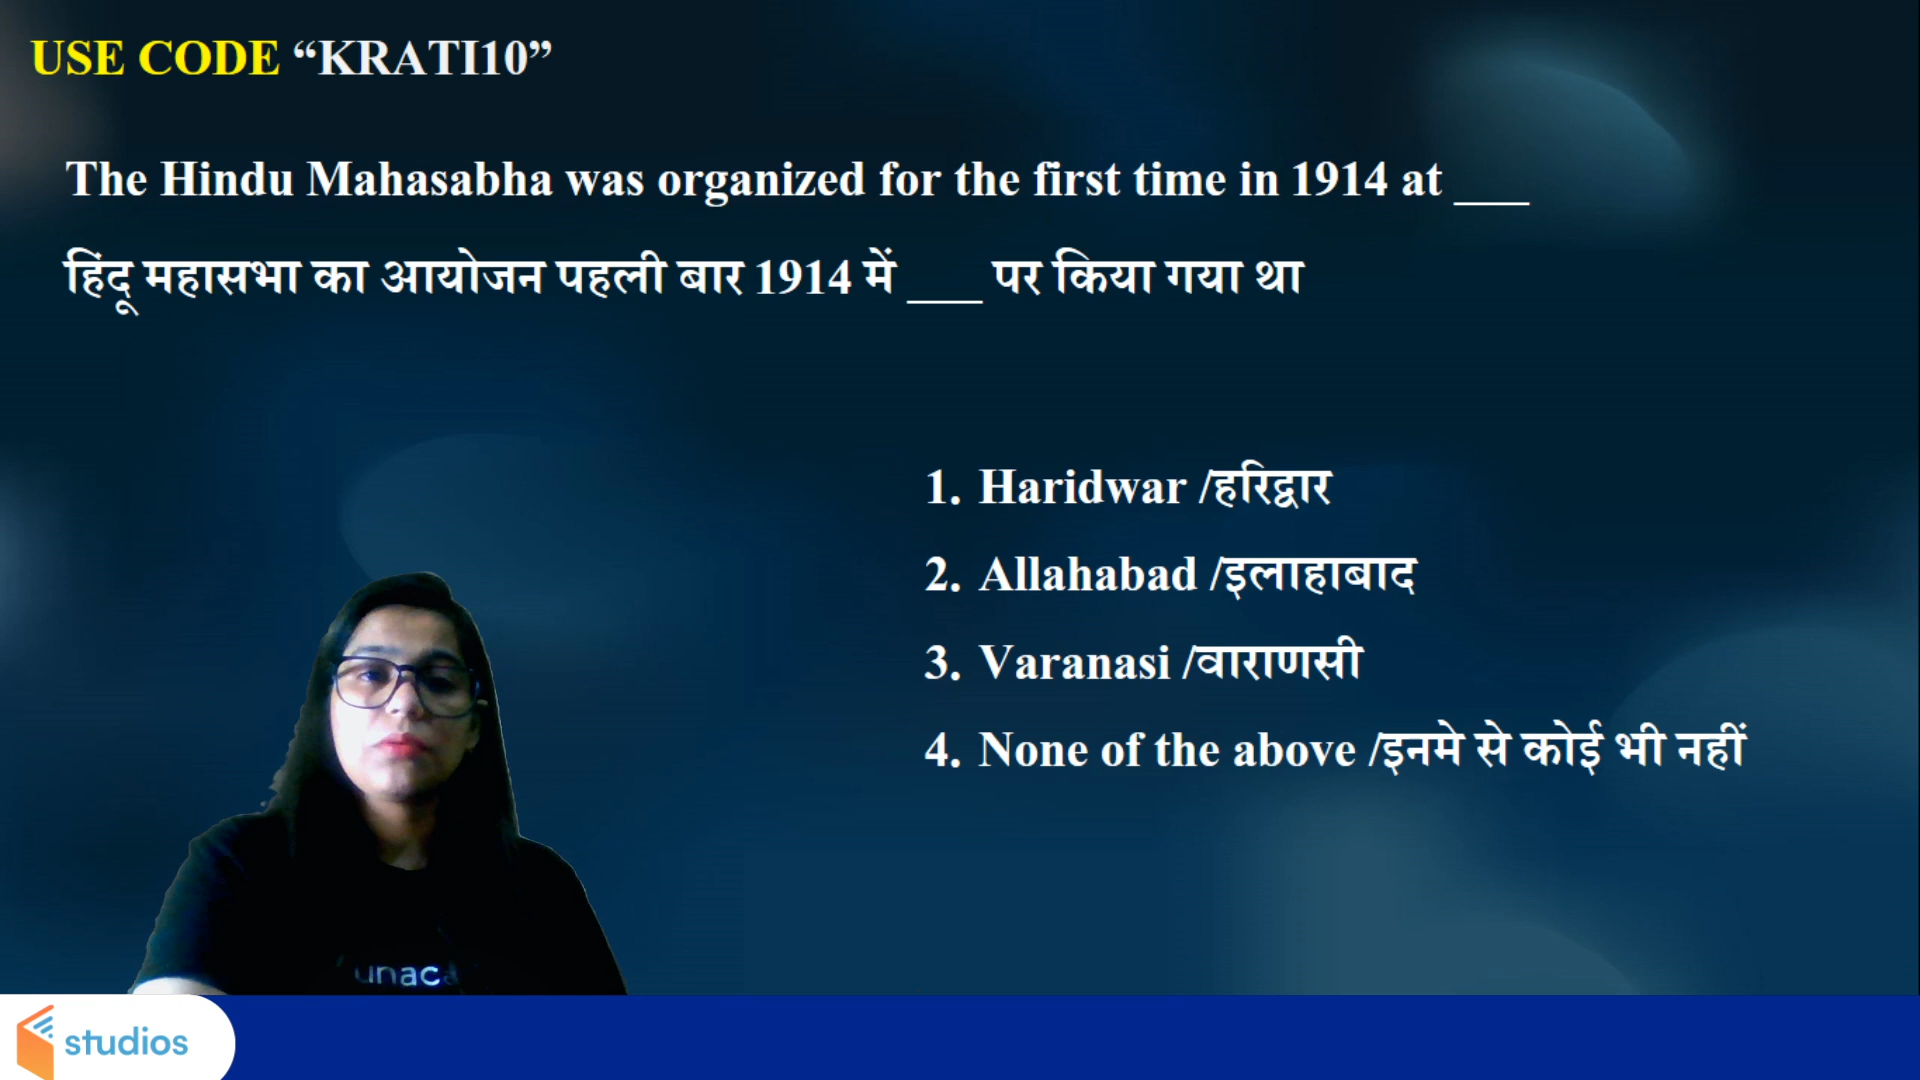 USE CODE “KRATI10”
The Hindu Mahasabha was organized for the first time in 1914 at ___
हिंदू महासभा का आयोजन पहली बार 1914 में ___ पर किया गया था
1. Haridwar /हरिद्वार
2. Allahabad /इलाहाबाद
3. Varanasi /वाराणसी
4. None of the above /इनमे से कोई भी नहीं
unaca
studios